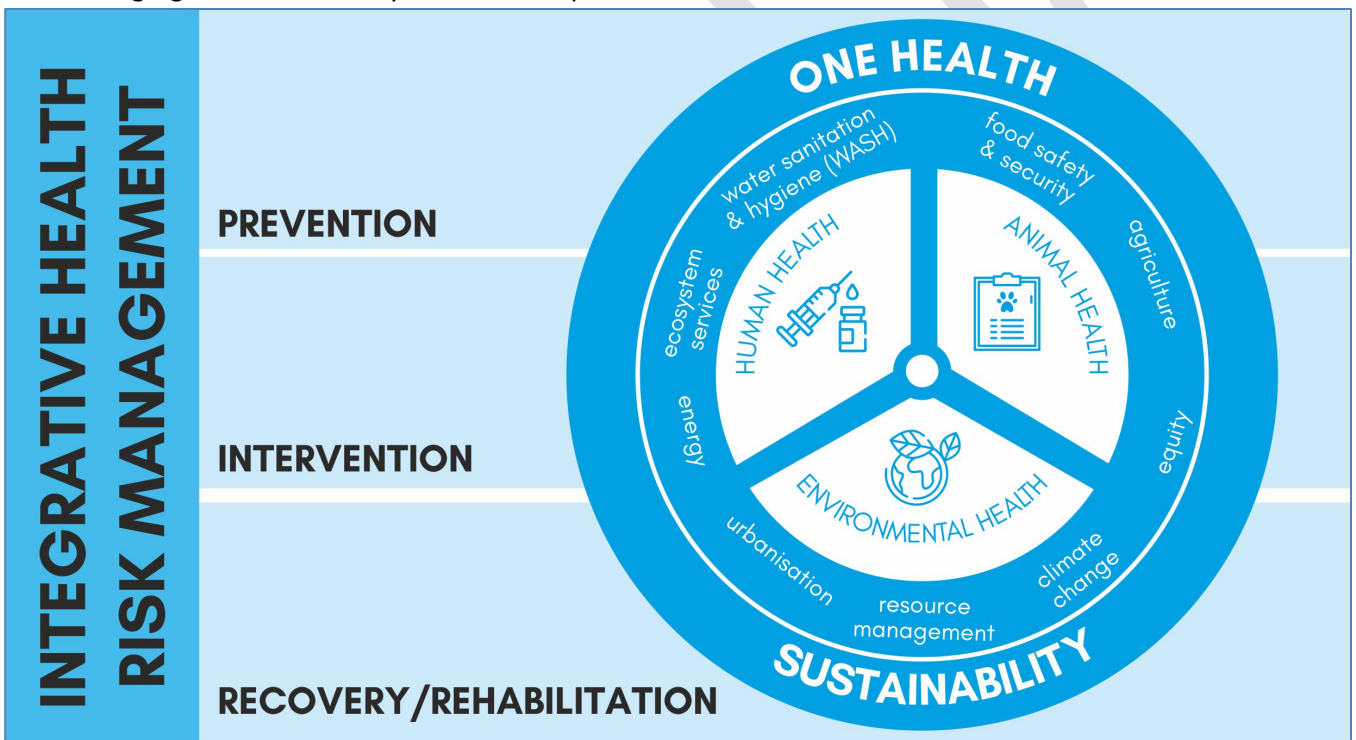 INTEGRATIVE HEALTH
RISK MANAGEMENT
PREVENTION
INTERVENTION
RECOVERY/REHABILITATION
ONE HEALTH
water sanitation
& hygiene (WASH)
food safety
& security
agriculture
equity
climate
change
resource
management
urbanisation
energy
ecosystem
services
HUMAN HEALTH
ANIMAL HEALTH
ENVIRONMENTAL HEALTH
SUSTAINABILITY